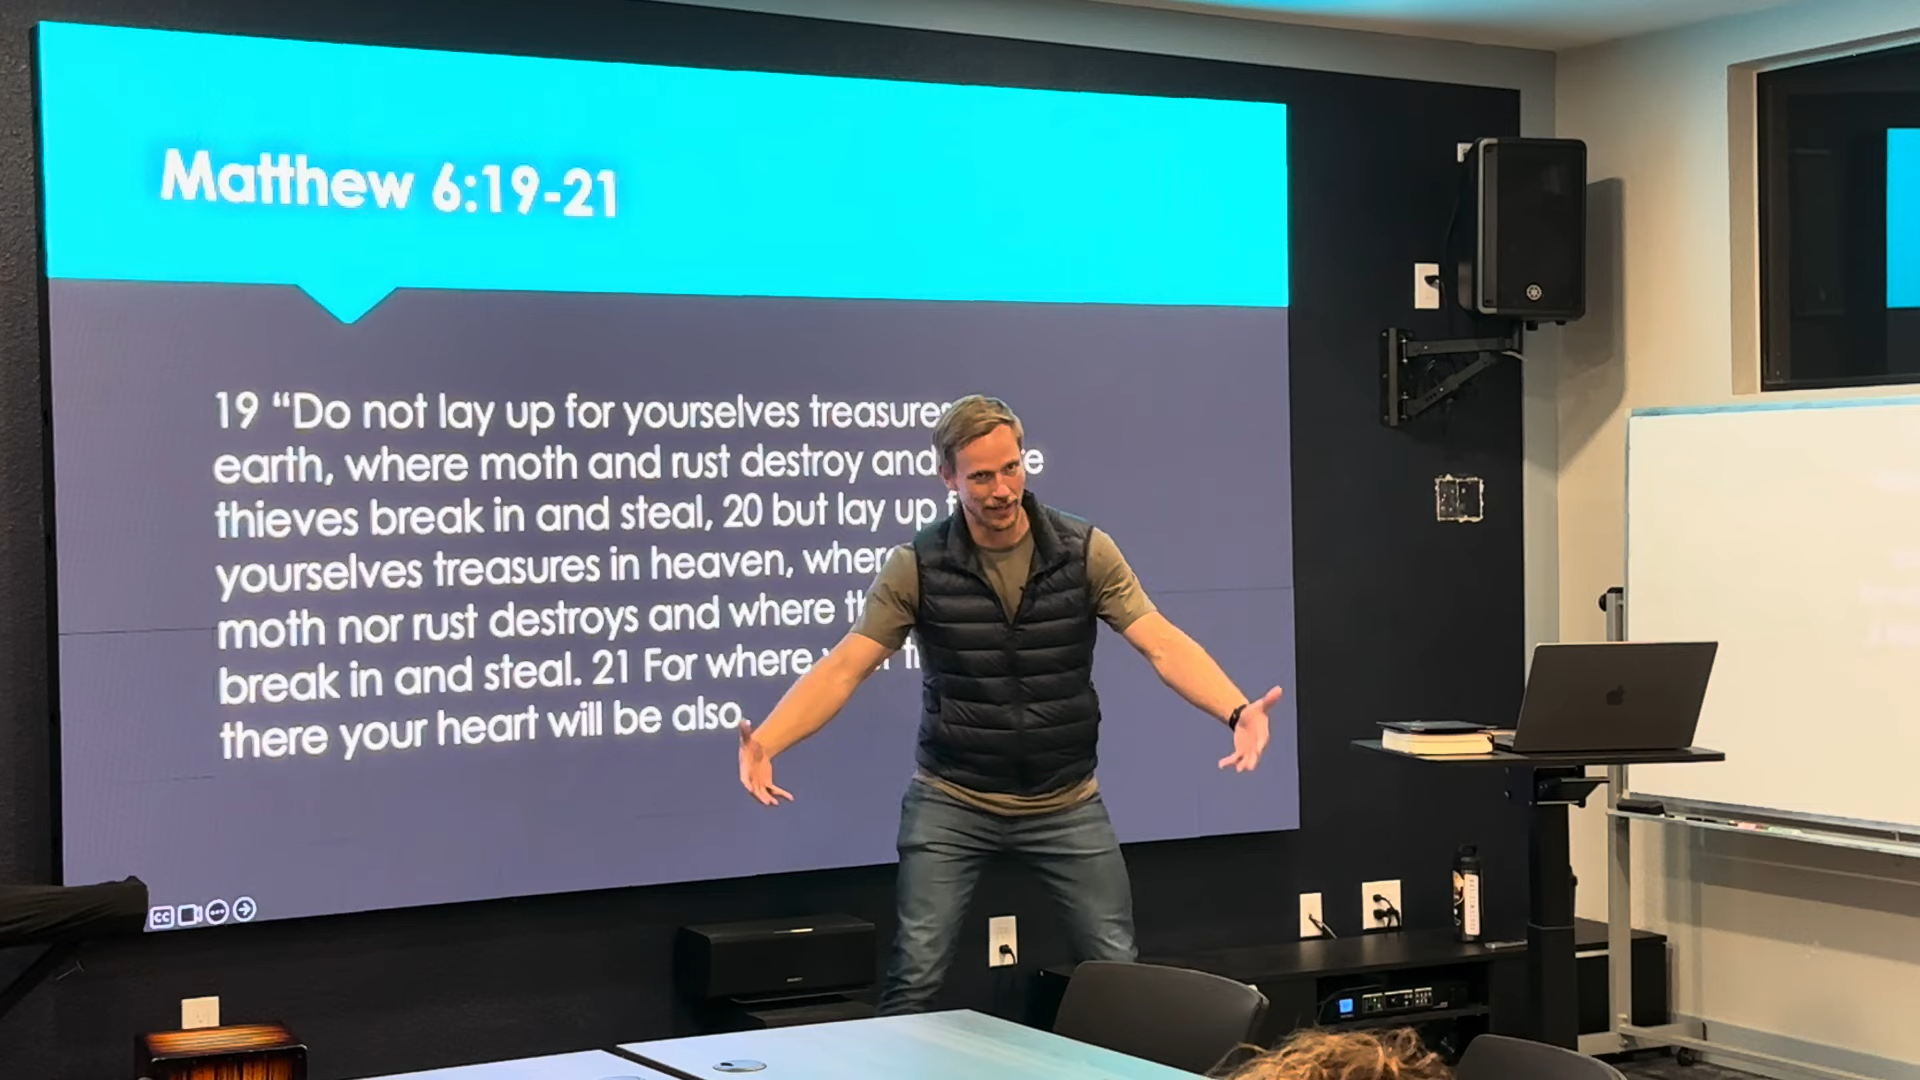 Matthew 6:19-21
19 “Do not lay up for yourselves treasures
earth, where moth and rust destroy and
thieves break in and steal, 20 but lay up
yourselves treasures in heaven, where
moth nor rust destroys and where
break in and steal. 21 For where
there your heart will be also.
CC